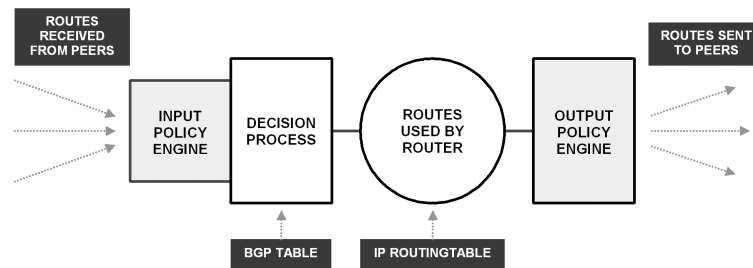 ROUTES
RECEIVED
FROM PEERS
INPUT
POLICY
ENGINE
DECISION
PROCESS
ROUTES
USED BY
ROUTER
OUTPUT
POLICY
ENGINE
ROUTES SENT
TO PEERS
BGP TABLE
IP ROUTINGTABLE